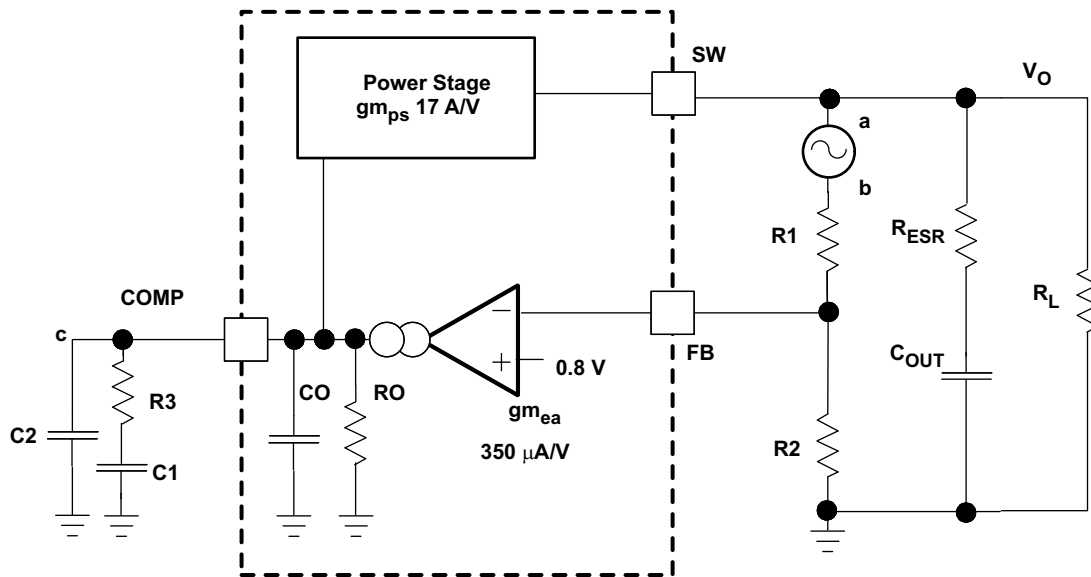 SW
V_O
Power Stage
gm_ps 17 A/V
a
b
R1
R_ESR
R_L
COMP
c
FB
0.8 V
C_OUT
R3
CO
RO
gm_ea
C2
C1
350 μA/V
R2